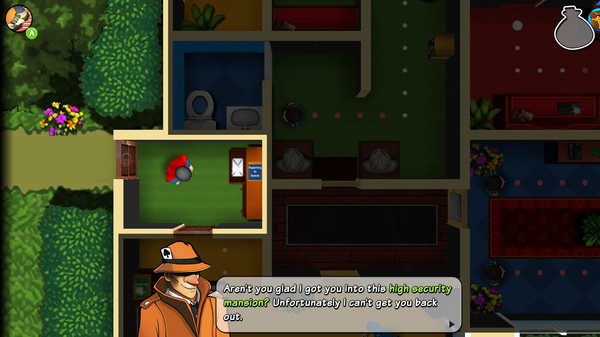 A
Aren't you glad I got you into this high security
mansion? Unfortunately I can't get you back
out.